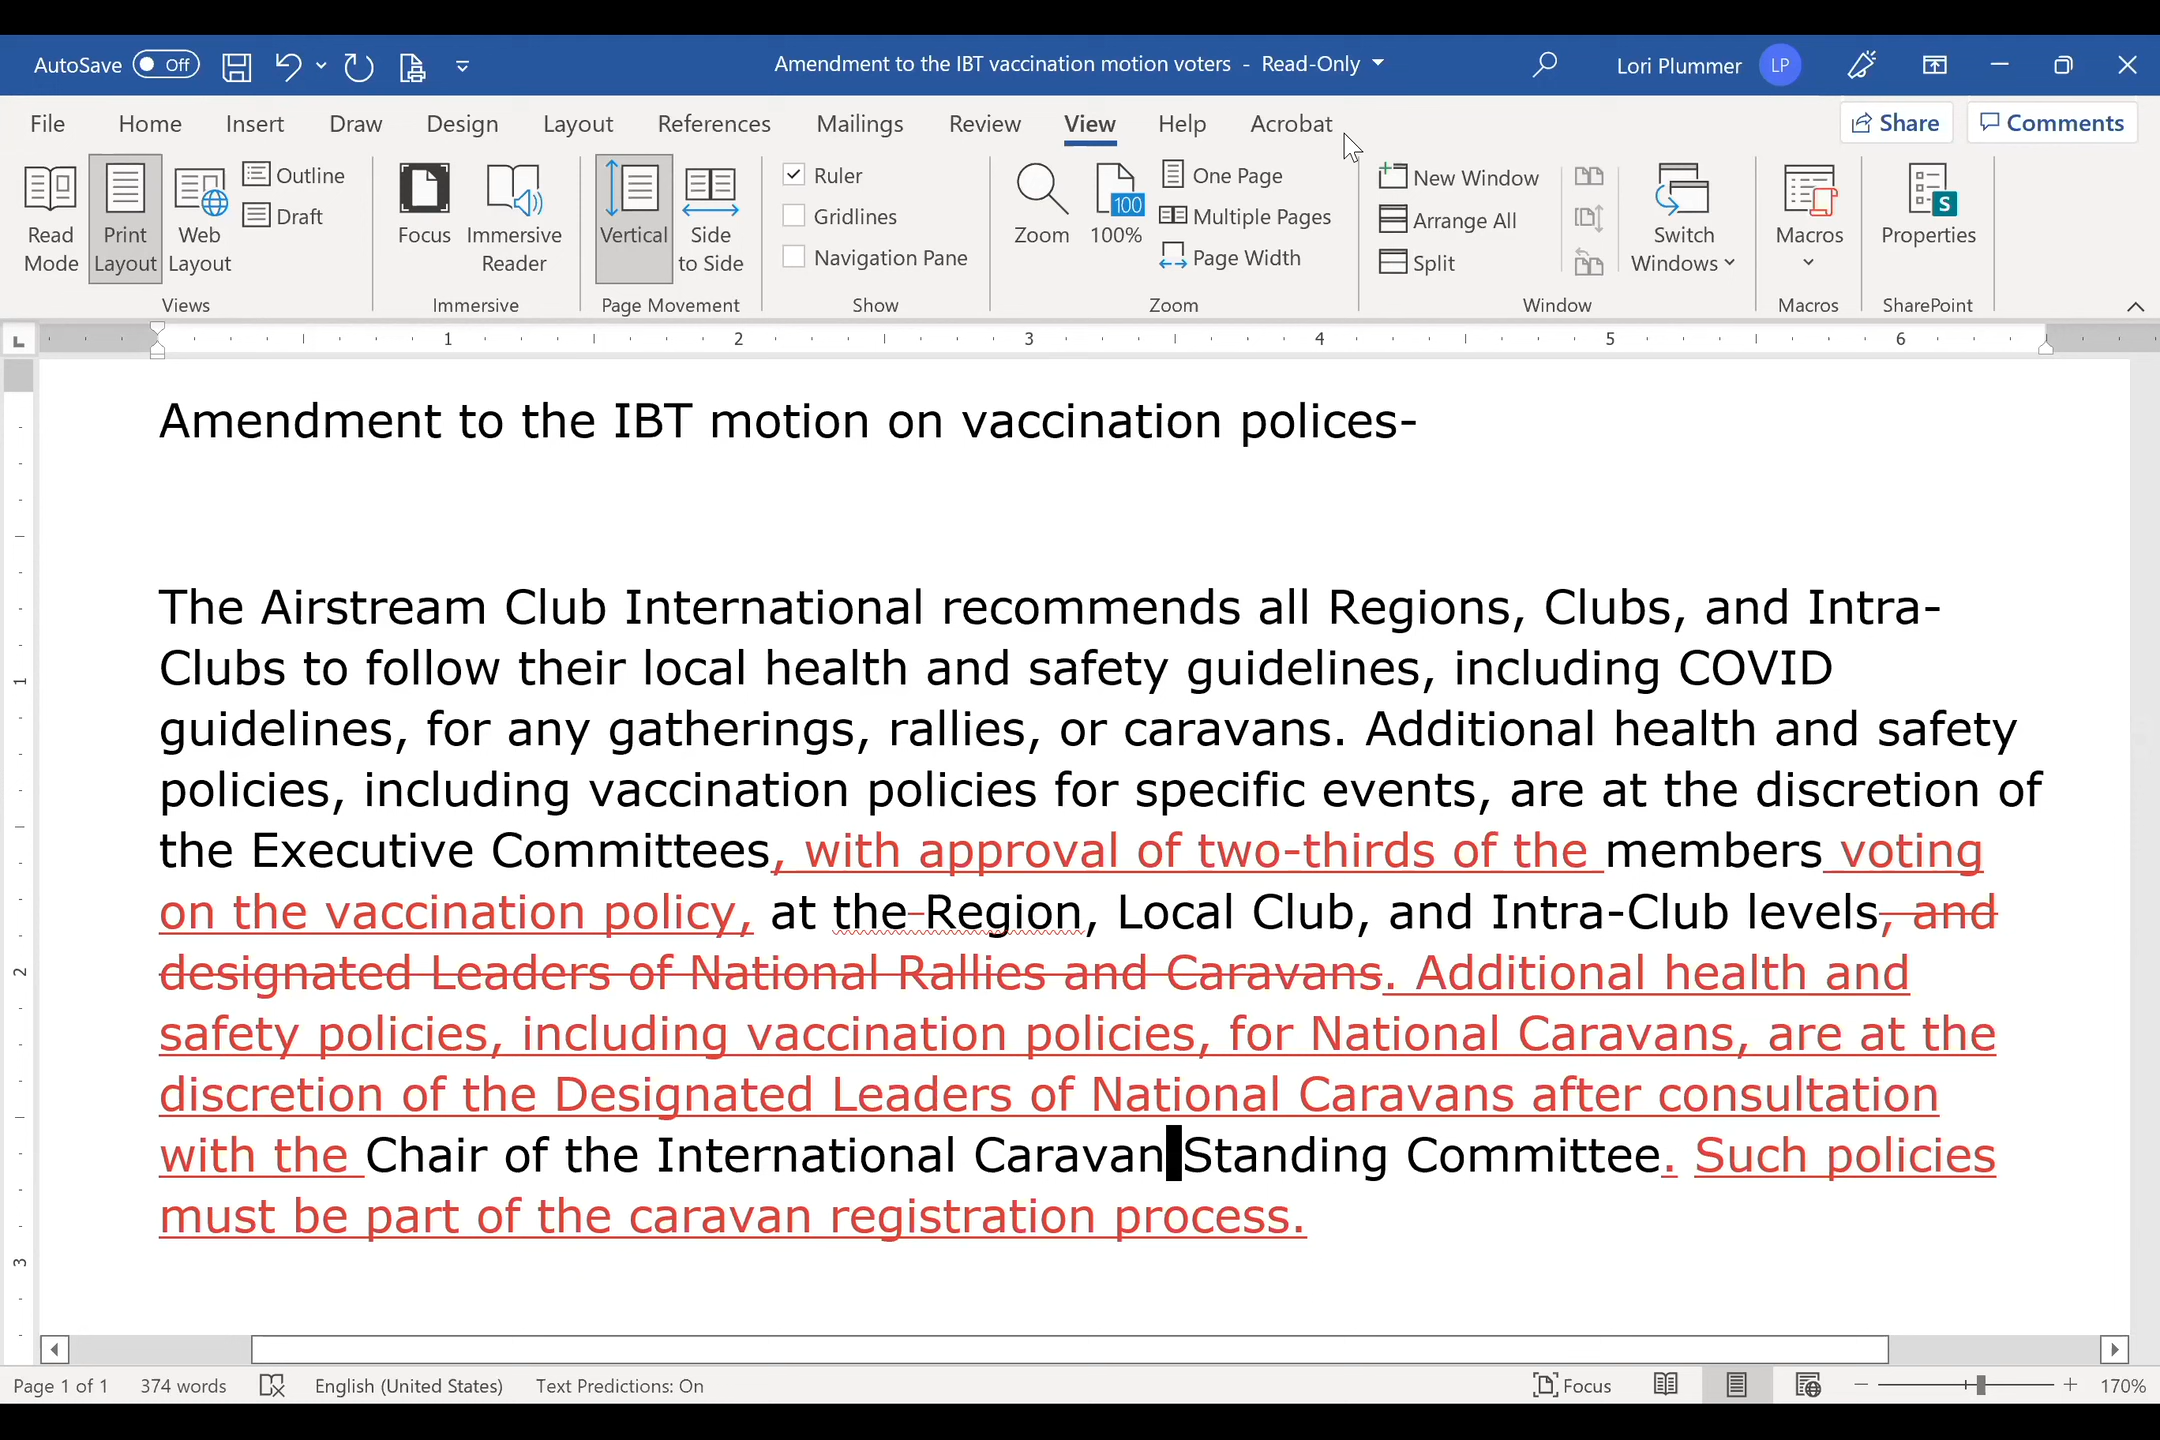 AutoSave Off Amendment to the IBT vaccination motion voters - Read-Only Lori Plummer LP
File Home Insert Draw Design Layout References Mailings Review View Help Acrobat Share Comments
Read Mode Print Layout Web Layout Outline Draft Focus Immersive Reader Vertical Side to Side Ruler Gridlines Navigation Pane Zoom 100 100% One Page Multiple Pages Page Width New Window Arrange All Split Switch Windows Macros S Properties
Views Immersive Page Movement Show Zoom Window Macros SharePoint
L 1 2 3 4 5 6
Amendment to the IBT motion on vaccination polices-
The Airstream Club International recommends all Regions, Clubs, and Intra-
Clubs to follow their local health and safety guidelines, including COVID
guidelines, for any gatherings, rallies, or caravans. Additional health and safety
policies, including vaccination policies for specific events, are at the discretion of
the Executive Committees, with approval of two-thirds of the members voting
on the vaccination policy, at the Region, Local Club, and Intra-Club levels, and
designated Leaders of National Rallies and Caravans. Additional health and
safety policies, including vaccination policies, for National Caravans, are at the
discretion of the Designated Leaders of National Caravans after consultation
with the Chair of the International Caravan Standing Committee. Such policies
must be part of the caravan registration process.
1
2
3
Page 1 of 1 374 words English (United States) Text Predictions: On Focus 170%